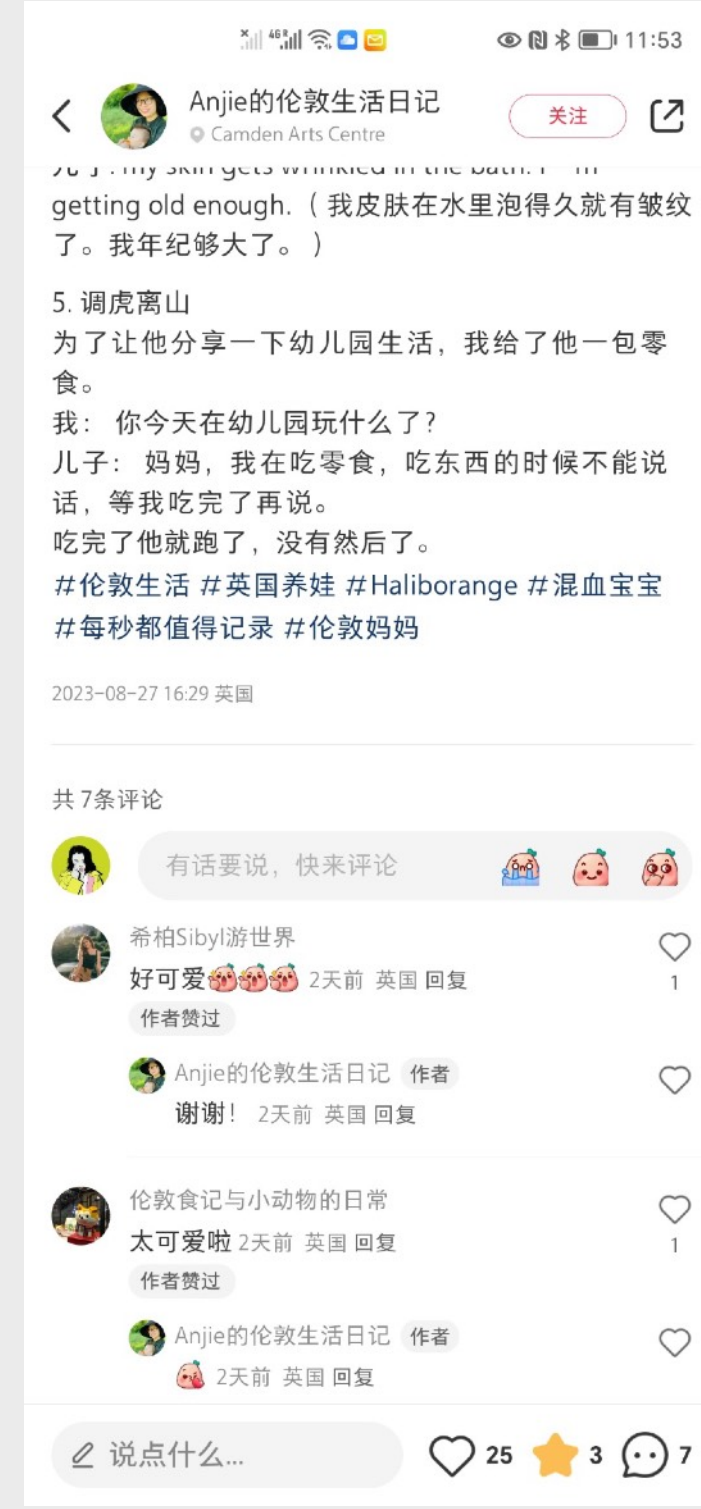 46R 11:53
Anjie的伦敦生活日记
Camden Arts Centre
关注
儿子: my skin gets wrinkled in the bath. I'm
getting old enough.（我皮肤在水里泡得久就有皱纹
了。我年纪够大了。）
5. 调虎离山
为了让他分享一下幼儿园生活，我给了他一包零
食。
我： 你今天在幼儿园玩什么了？
儿子： 妈妈，我在吃零食，吃东西的时候不能说
话，等我吃完了再说。
吃完了他就跑了，没有然后了。
#伦敦生活 #英国养娃 #Haliborange #混血宝宝
#每秒都值得记录 #伦敦妈妈
2023-08-27 16:29 英国
共 7条评论
有话要说，快来评论
希柏Sibyl游世界
好可爱 2天前 英国 回复
1
作者赞过
Anjie的伦敦生活日记 作者
谢谢！ 2天前 英国 回复
伦敦食记与小动物的日常
太可爱啦 2天前 英国 回复
1
作者赞过
Anjie的伦敦生活日记 作者
2天前 英国 回复
说点什么... 25 3 7